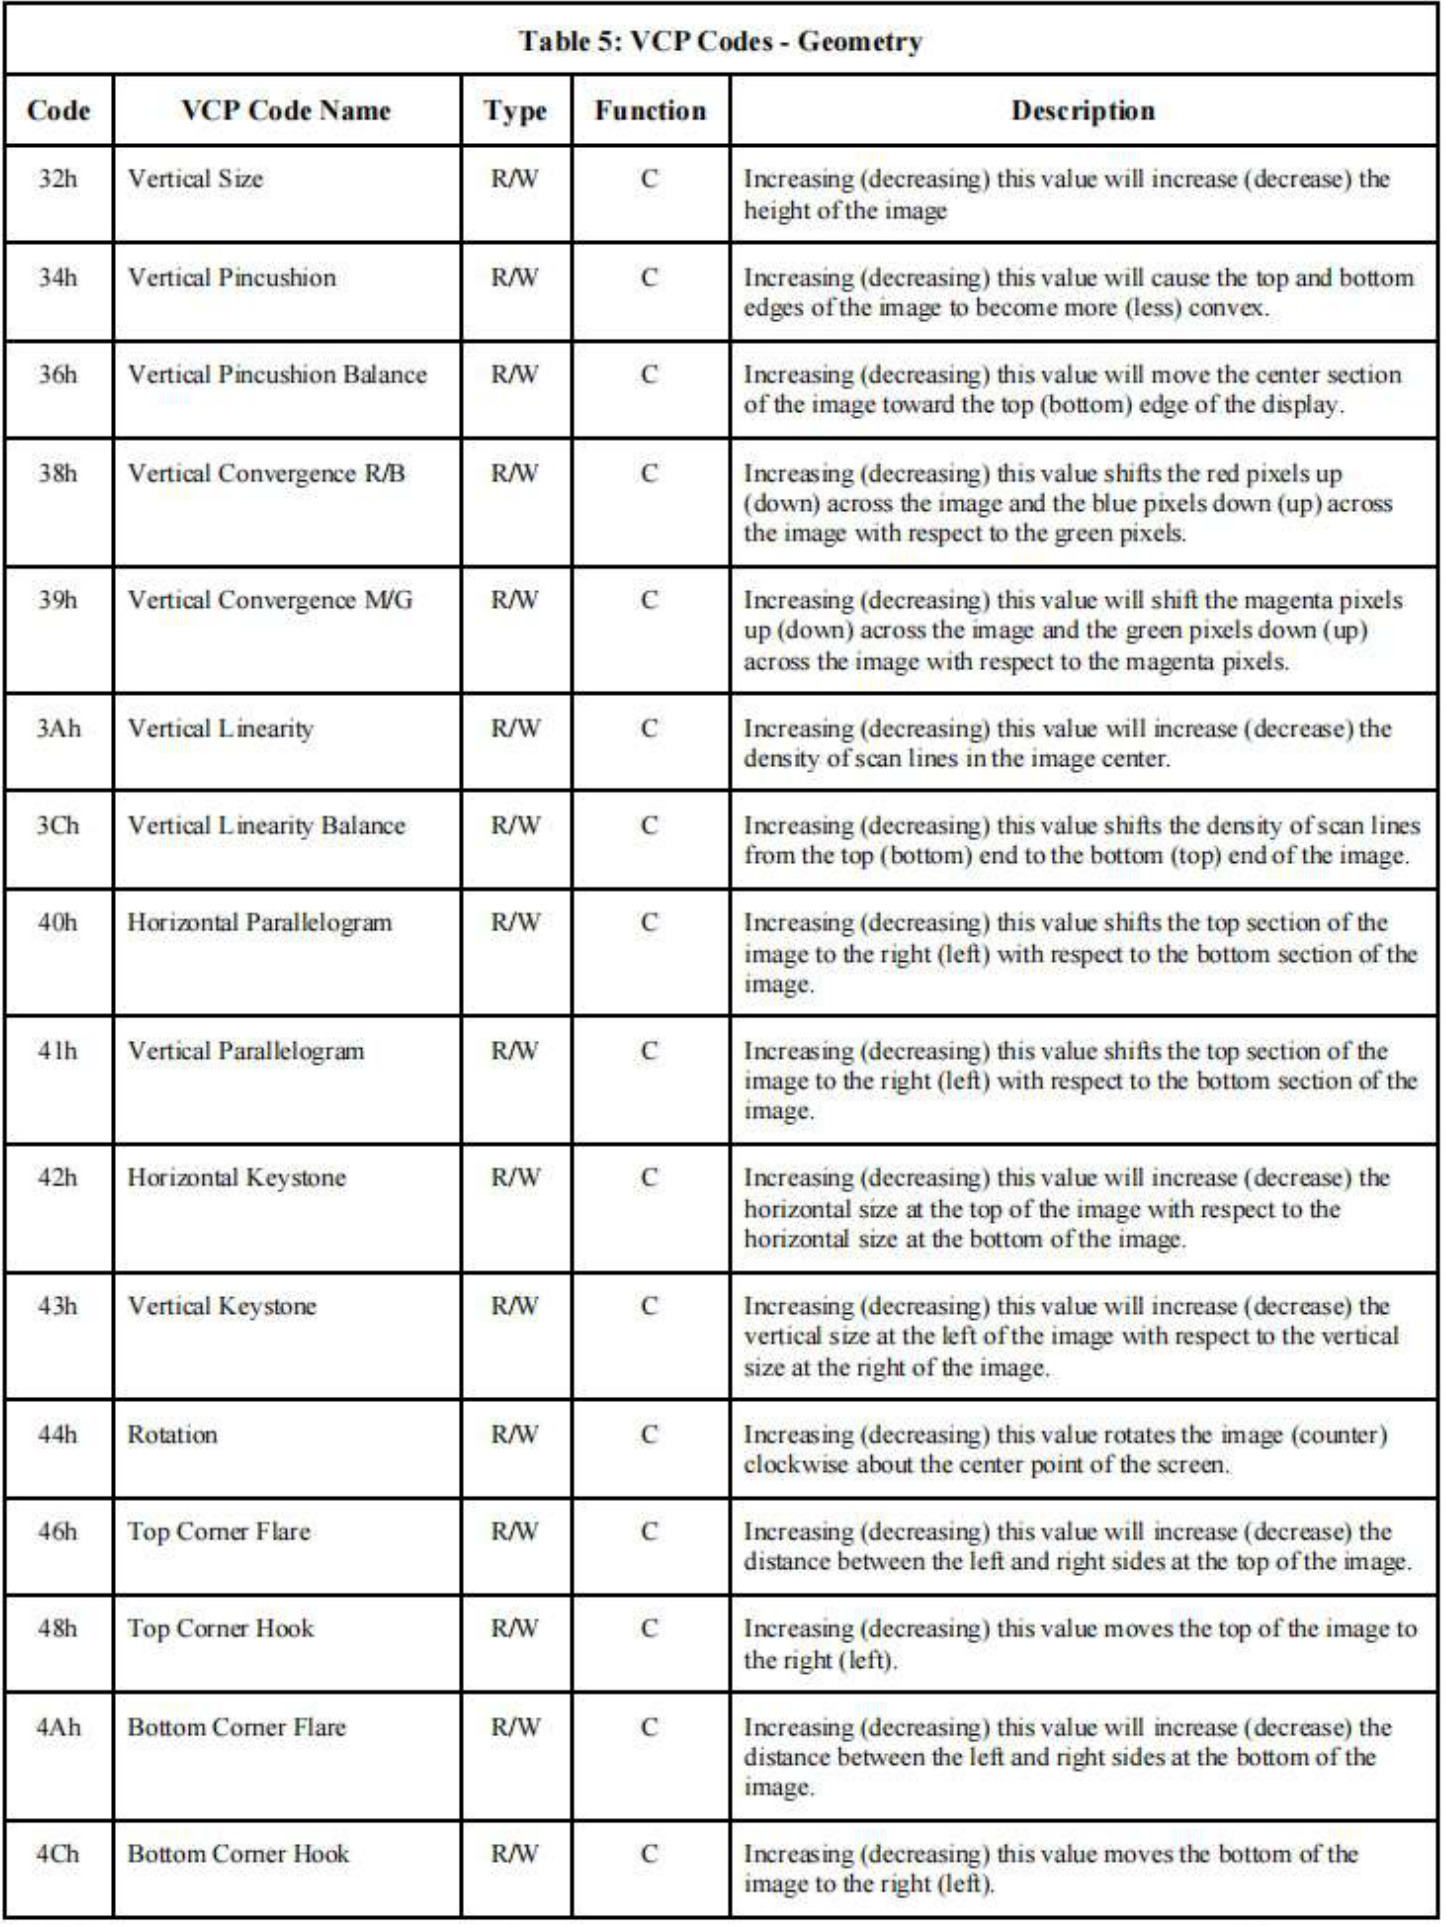 Table 5: VCP Codes - Geometry
Code VCP Code Name Type Function Description
32h Vertical Size R/W C Increasing (decreasing) this value will increase (decrease) the
height of the image
34h Vertical Pincushion R/W C Increasing (decreasing) this value will cause the top and bottom
edges of the image to become more (less) convex.
36h Vertical Pincushion Balance R/W C Increasing (decreasing) this value will move the center section
of the image toward the top (bottom) edge of the display.
38h Vertical Convergence R/B R/W C Increasing (decreasing) this value shifts the red pixels up
(down) across the image and the blue pixels down (up) across
the image with respect to the green pixels.
39h Vertical Convergence M/G R/W C Increasing (decreasing) this value will shift the magenta pixels
up (down) across the image and the green pixels down (up)
across the image with respect to the magenta pixels.
3Ah Vertical Linearity R/W C Increasing (decreasing) this value will increase (decrease) the
density of scan lines in the image center.
3Ch Vertical Linearity Balance R/W C Increasing (decreasing) this value shifts the density of scan lines
from the top (bottom) end to the bottom (top) end of the image.
40h Horizontal Parallelogram R/W C Increasing (decreasing) this value shifts the top section of the
image to the right (left) with respect to the bottom section of the
image.
41h Vertical Parallelogram R/W C Increasing (decreasing) this value shifts the top section of the
image to the right (left) with respect to the bottom section of the
image.
42h Horizontal Keystone R/W C Increasing (decreasing) this value will increase (decrease) the
horizontal size at the top of the image with respect to the
horizontal size at the bottom of the image.
43h Vertical Keystone R/W C Increasing (decreasing) this value will increase (decrease) the
vertical size at the left of the image with respect to the vertical
size at the right of the image.
44h Rotation R/W C Increasing (decreasing) this value rotates the image (counter)
clockwise about the center point of the screen.
46h Top Corner Flare R/W C Increasing (decreasing) this value will increase (decrease) the
distance between the left and right sides at the top of the image.
48h Top Corner Hook R/W C Increasing (decreasing) this value moves the top of the image to
the right (left).
4Ah Bottom Corner Flare R/W C Increasing (decreasing) this value will increase (decrease) the
distance between the left and right sides at the bottom of the
image.
4Ch Bottom Corner Hook R/W C Increasing (decreasing) this value moves the bottom of the
image to the right (left).